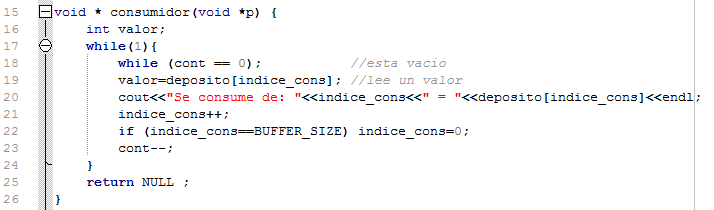 15 void * consumidor(void *p) {
16 int valor;
17 while(1){
18 while (cont == 0); //esta vacio
19 valor=deposito[indice_cons]; //lee un valor
20 cout<<"Se consume de: "<<indice_cons<<" = "<<deposito[indice_cons]<<endl;
21 indice_cons++;
22 if (indice_cons==BUFFER_SIZE) indice_cons=0;
23 cont--;
24 }
25 return NULL ;
26 }